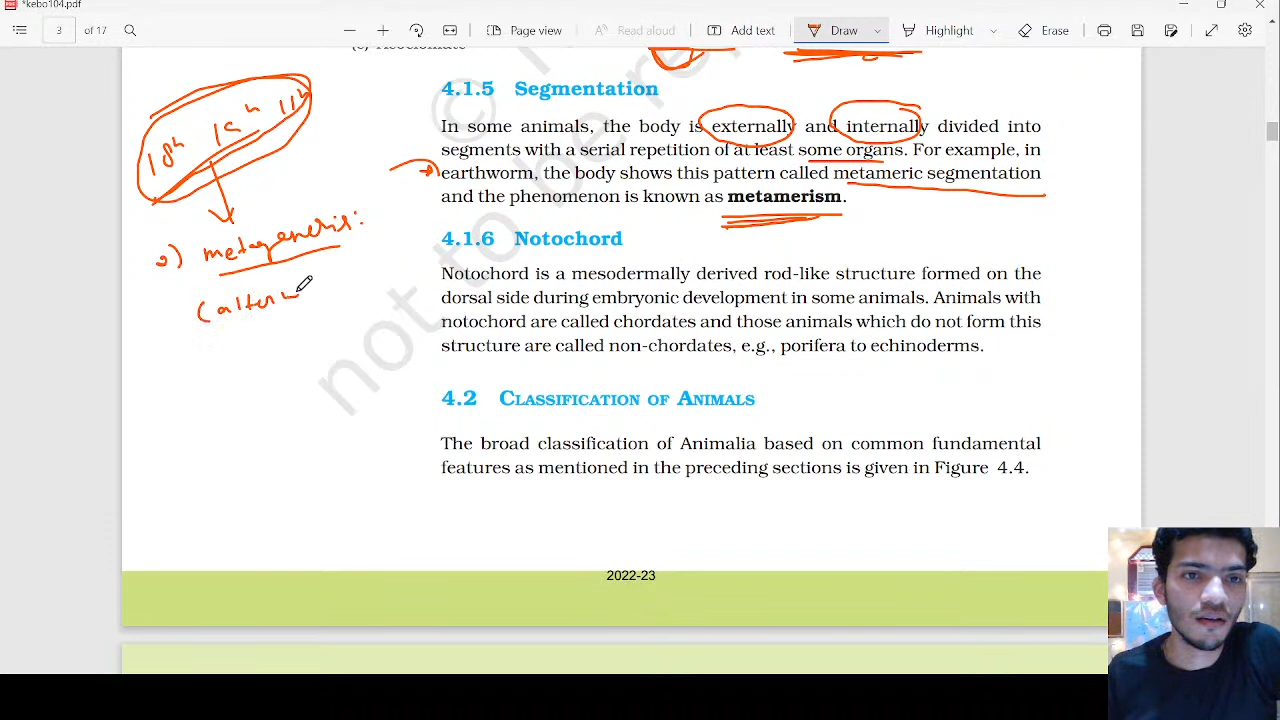 *kebo104.pdf
3 of 17
Page view
Read aloud
Add text
Draw
Highlight
Erase
4.1.5 Segmentation
In some animals, the body is externally and internally divided into
segments with a serial repetition of at least some organs. For example, in
earthworm, the body shows this pattern called metameric segmentation
and the phenomenon is known as metamerism.
4.1.6 Notochord
Notochord is a mesodermally derived rod-like structure formed on the
dorsal side during embryonic development in some animals. Animals with
notochord are called chordates and those animals which do not form this
structure are called non-chordates, e.g., porifera to echinoderms.
4.2 CLASSIFICATION OF ANIMALS
The broad classification of Animalia based on common fundamental
features as mentioned in the preceding sections is given in Figure 4.4.
metagenesis:
(altern
not to be re
2022-23